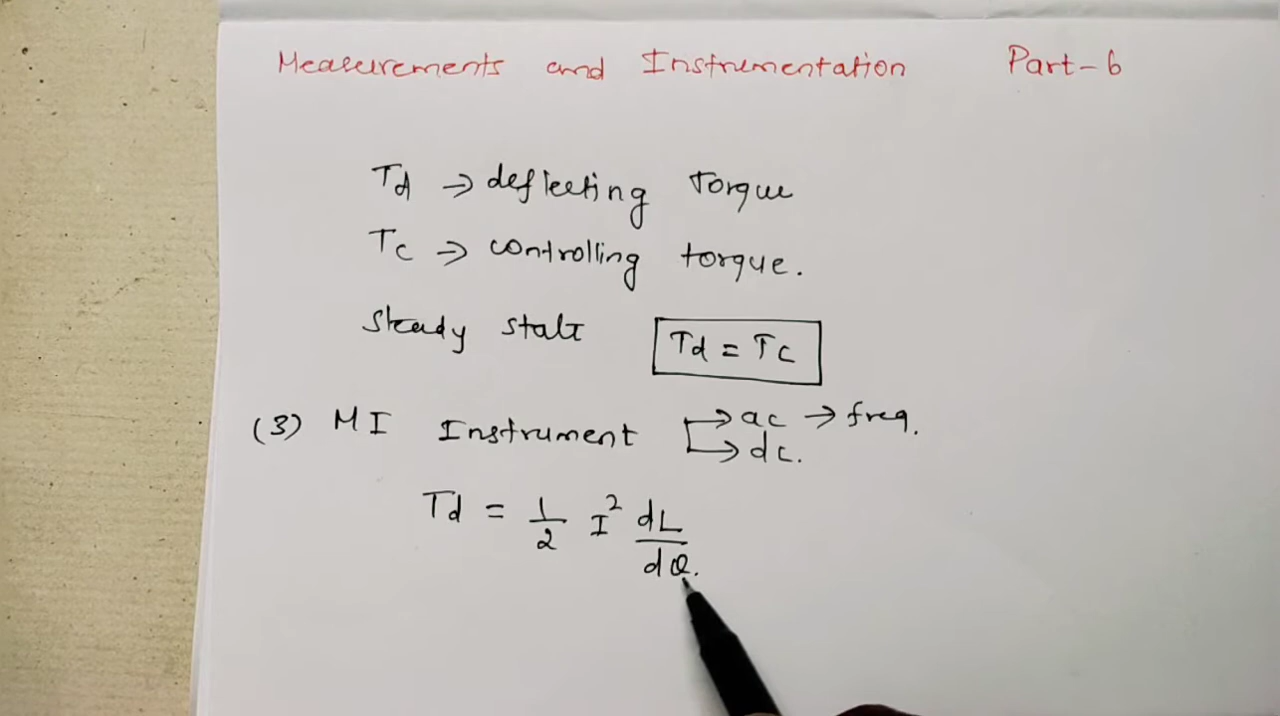 Measurements and Instrumentation Part-6
Td → deflecting Torque
Tc → controlling torque.
Steady state Td = Tc
(3) MI Instrument → ac → freq.
→ dc.
Td = 1/2 I² dL/dθ.